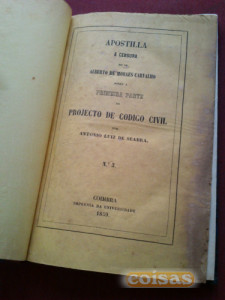 APOSTILLA
Á CENSURA
DO SR.
ALBERTO DE MORAES CARVALHO
SOBRE A
PRIMEIRA PARTE
DO
PROJECTO DE CODIGO CIVIL
POR
ANTONIO LUIZ DE SEABRA.
N.º 2.
COIMBRA
IMPRENSA DA UNIVERSIDADE
1859.
coisas